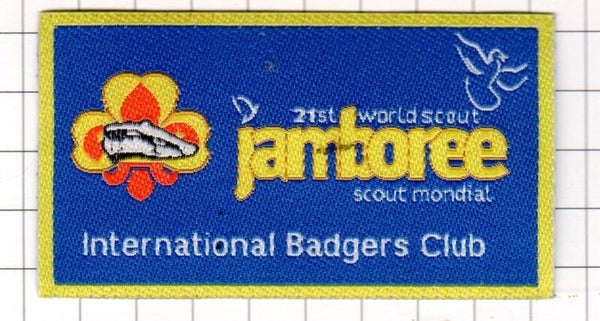 21st world scout
jamboree
scout mondial
International Badgers Club